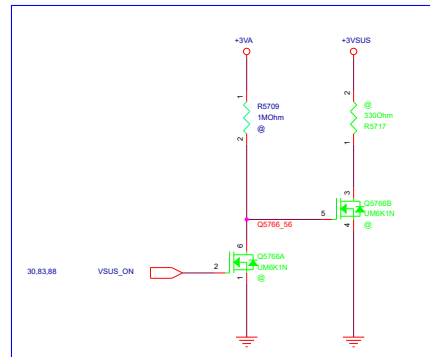 +3VA
+3VSUS
1
R5709
1MOhm
@
2
2
@
330Ohm
R5717
1
3
Q5766B
UM6K1N
@
5
4
Q5766_56
6
Q5766A
UM6K1N
@
2
1
30,83,88
VSUS_ON